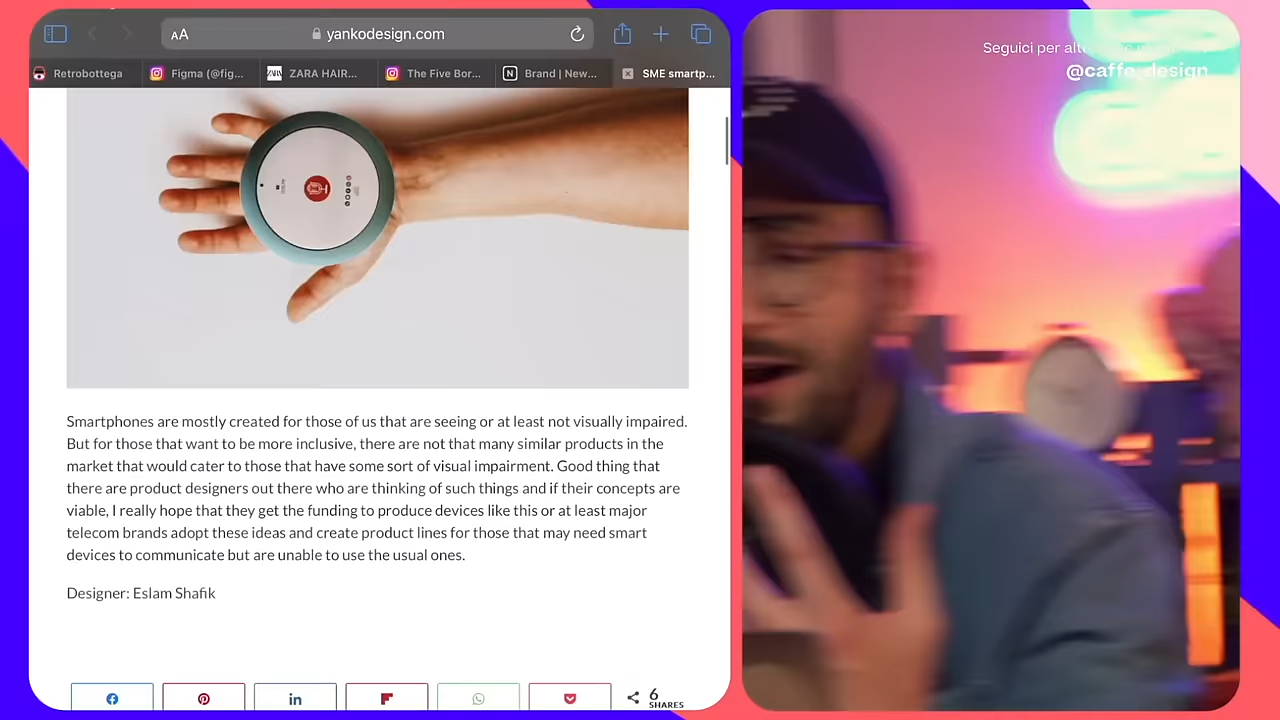 AA
yankodesign.com
Retrobottega
Figma (@fig...
ZARA HAIR...
The Five Bor...
Brand | New...
SME smartp...
Smartphones are mostly created for those of us that are seeing or at least not visually impaired.
But for those that want to be more inclusive, there are not that many similar products in the
market that would cater to those that have some sort of visual impairment. Good thing that
there are product designers out there who are thinking of such things and if their concepts are
viable, I really hope that they get the funding to produce devices like this or at least major
telecom brands adopt these ideas and create product lines for those that may need smart
devices to communicate but are unable to use the usual ones.
Designer: Eslam Shafik
6
SHARES
Seguici per
@caffe_design